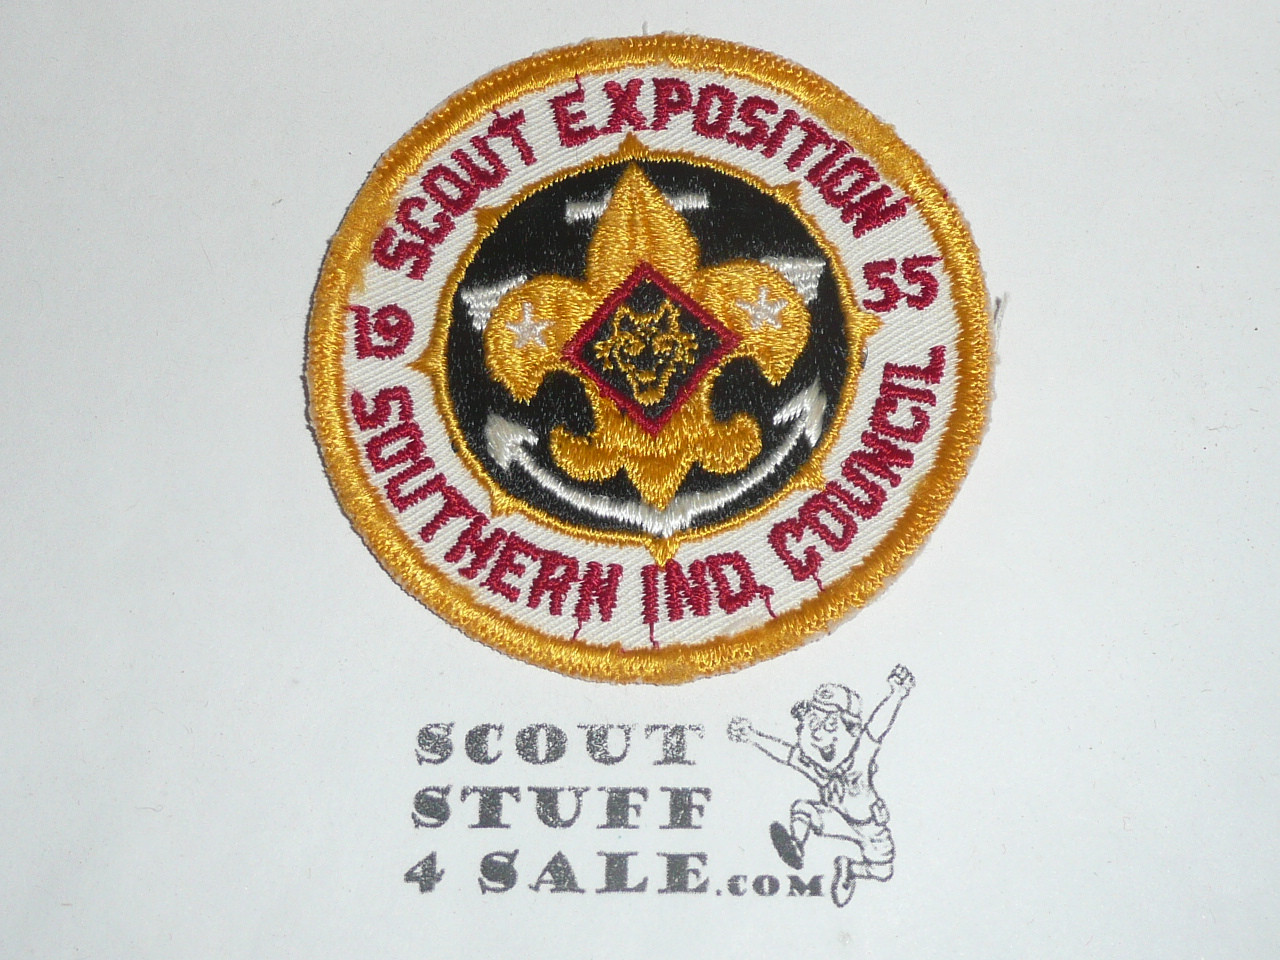 SCOUT EXPOSITION
19 55
SOUTHERN IND. COUNCIL
SCOUT
STUFF
4 SALE.COM